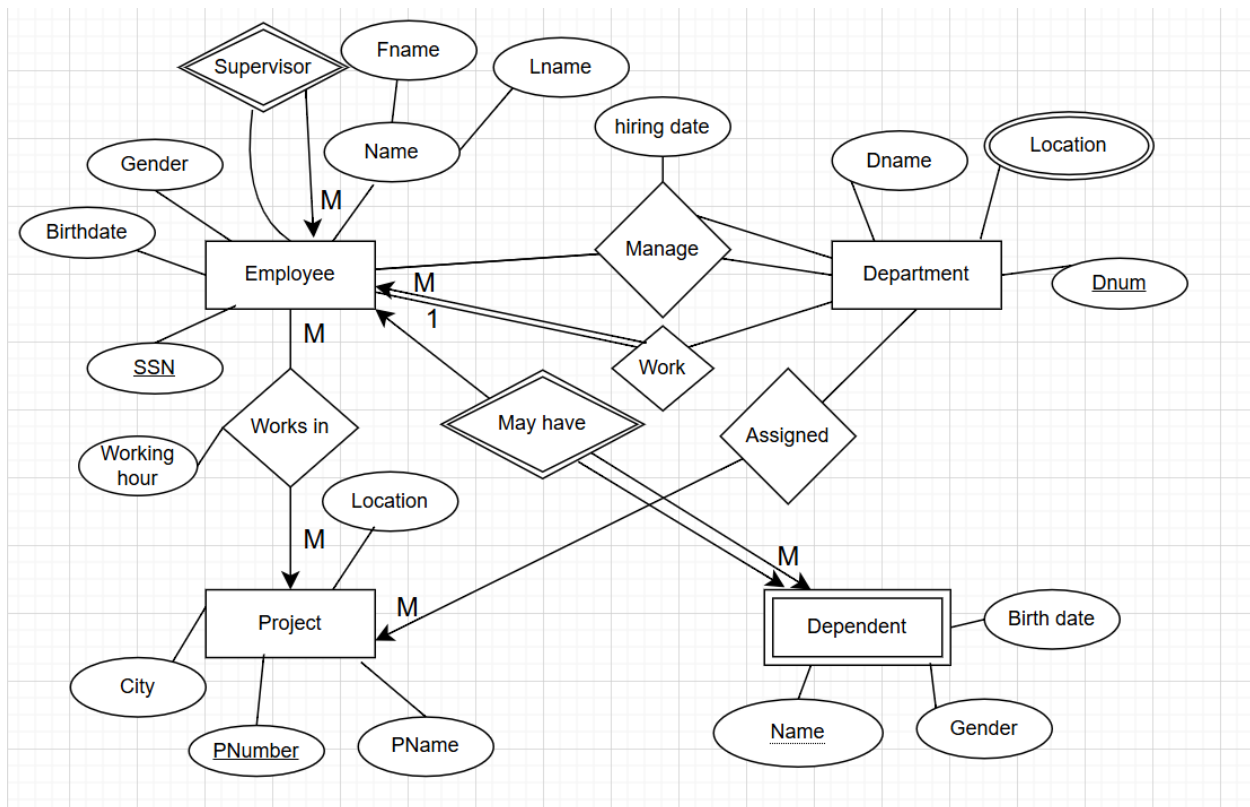 Supervisor
Fname
Lname
Name
hiring date
Gender
Dname
Location
M
Birthdate
Manage
Employee
Department
M
Dnum
1
M
SSN
Work
Works in
May have
Assigned
Working
hour
Location
M
M
M
Project
Dependent
Birth date
City
Name
Gender
PNumber
PName